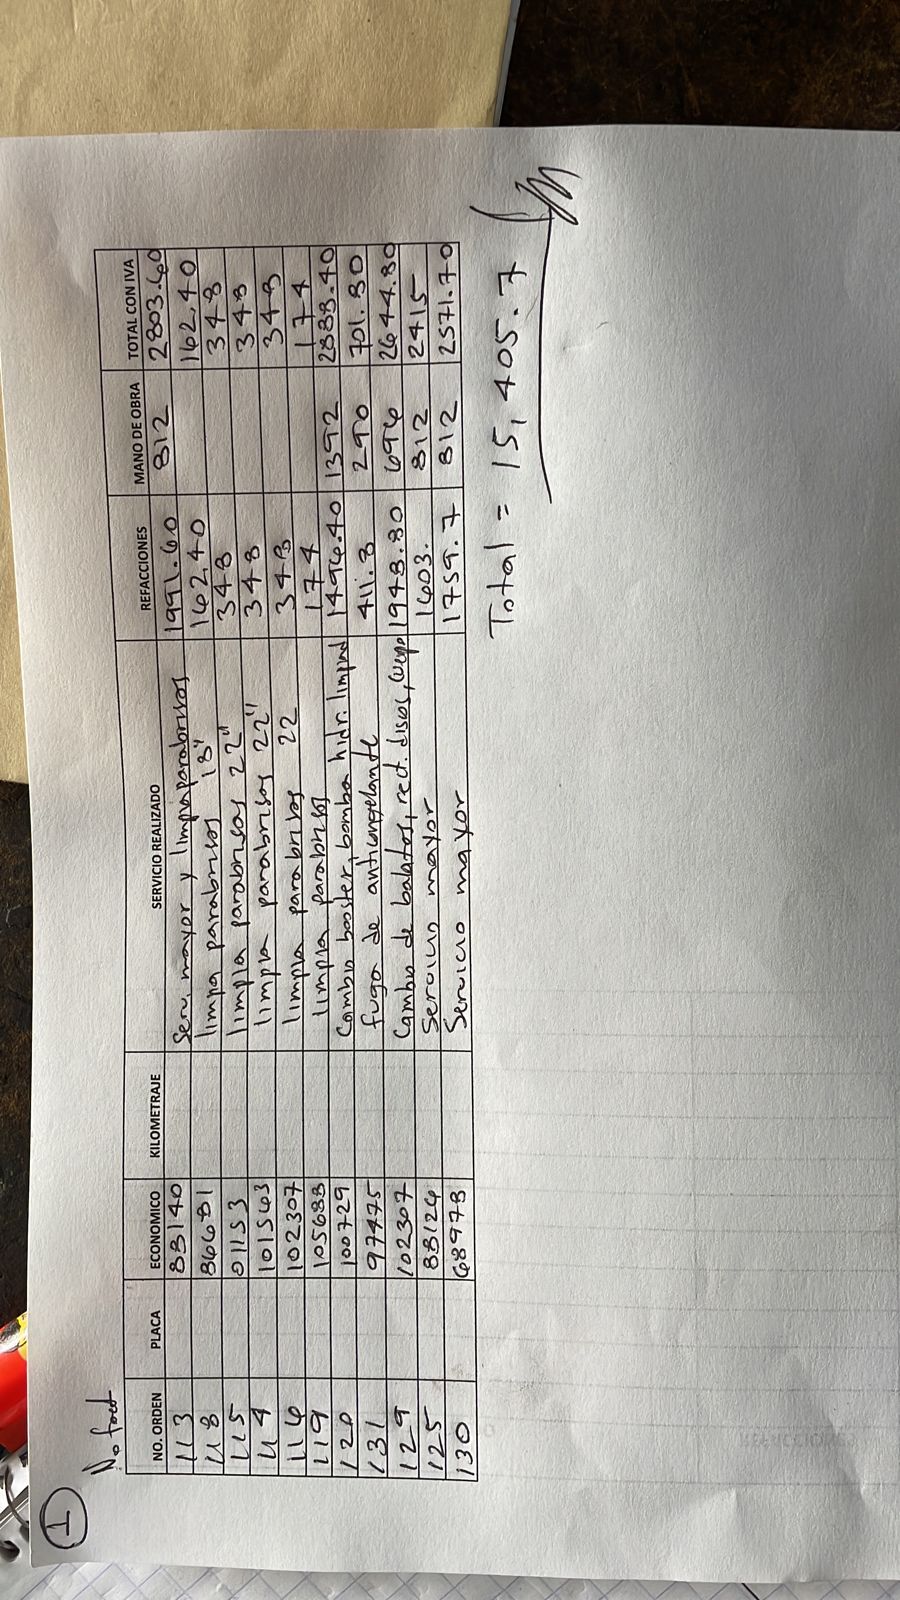 1
No fact
NO. ORDEN PLACA ECONOMICO KILOMETRAJE SERVICIO REALIZADO REFACCIONES MANO DE OBRA TOTAL CON IVA
113 88140 Serv. mayor y limpiaparabrisas 1991.60 812 2803.60
118 86681 limpa parabrisas 18" 162.40 162.40
115 01153 limpia parabrisas 22" 348 348
114 101563 limpia parabrisas 22" 348 348
116 102307 limpia parabrisas 22 348 348
119 105688 limpia parabrisas 174 174
120 100729 Cambio booster, bomba hidr. limpiad 1496.40 1392 2888.40
131 97475 fuga de anticongelante 411.8 290 701.80
129 102307 Cambio de balatas, rect. discos, 1948.80 696 2644.80
125 88126 Servicio mayor 1603. 812 2415
130 68978 Servicio mayor 1759.7 812 2571.70
Total = 15,405.7